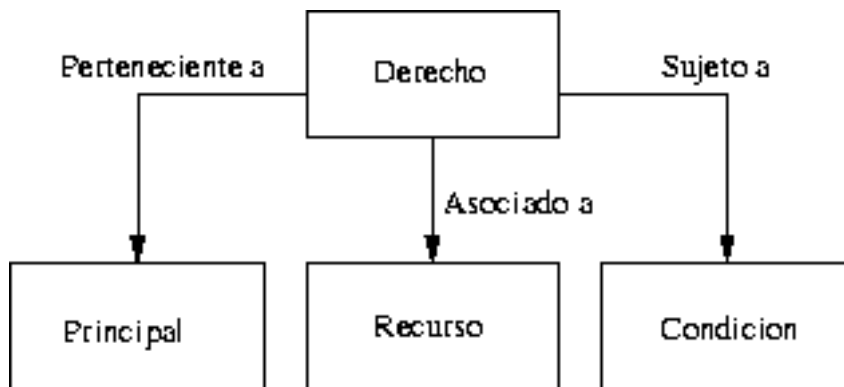 Perteneciente a
Derecho
Sujeto a
Asociado a
Principal
Recurso
Condicion